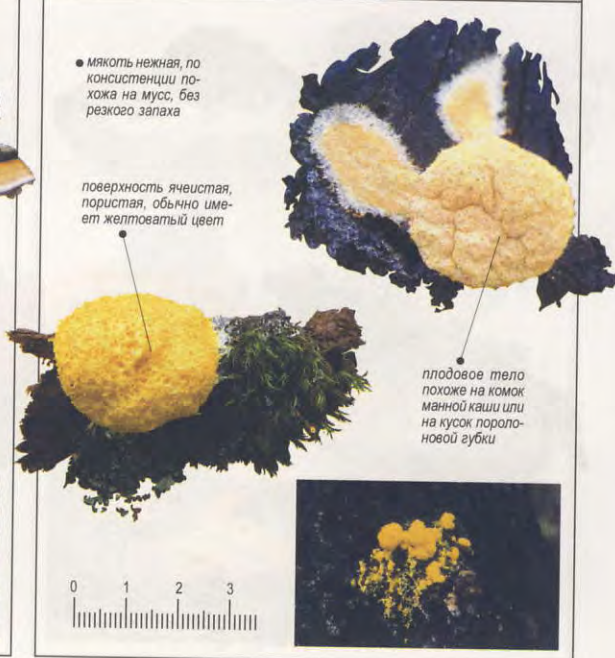 мякоть нежная, по
консистенции по-
хожа на мусс, без
резкого запаха
поверхность ячеистая,
пористая, обычно име-
ет желтоватый цвет
плодовое тело
похоже на комок
манной каши или
на кусок пороло-
новой губки
0 1 2 3